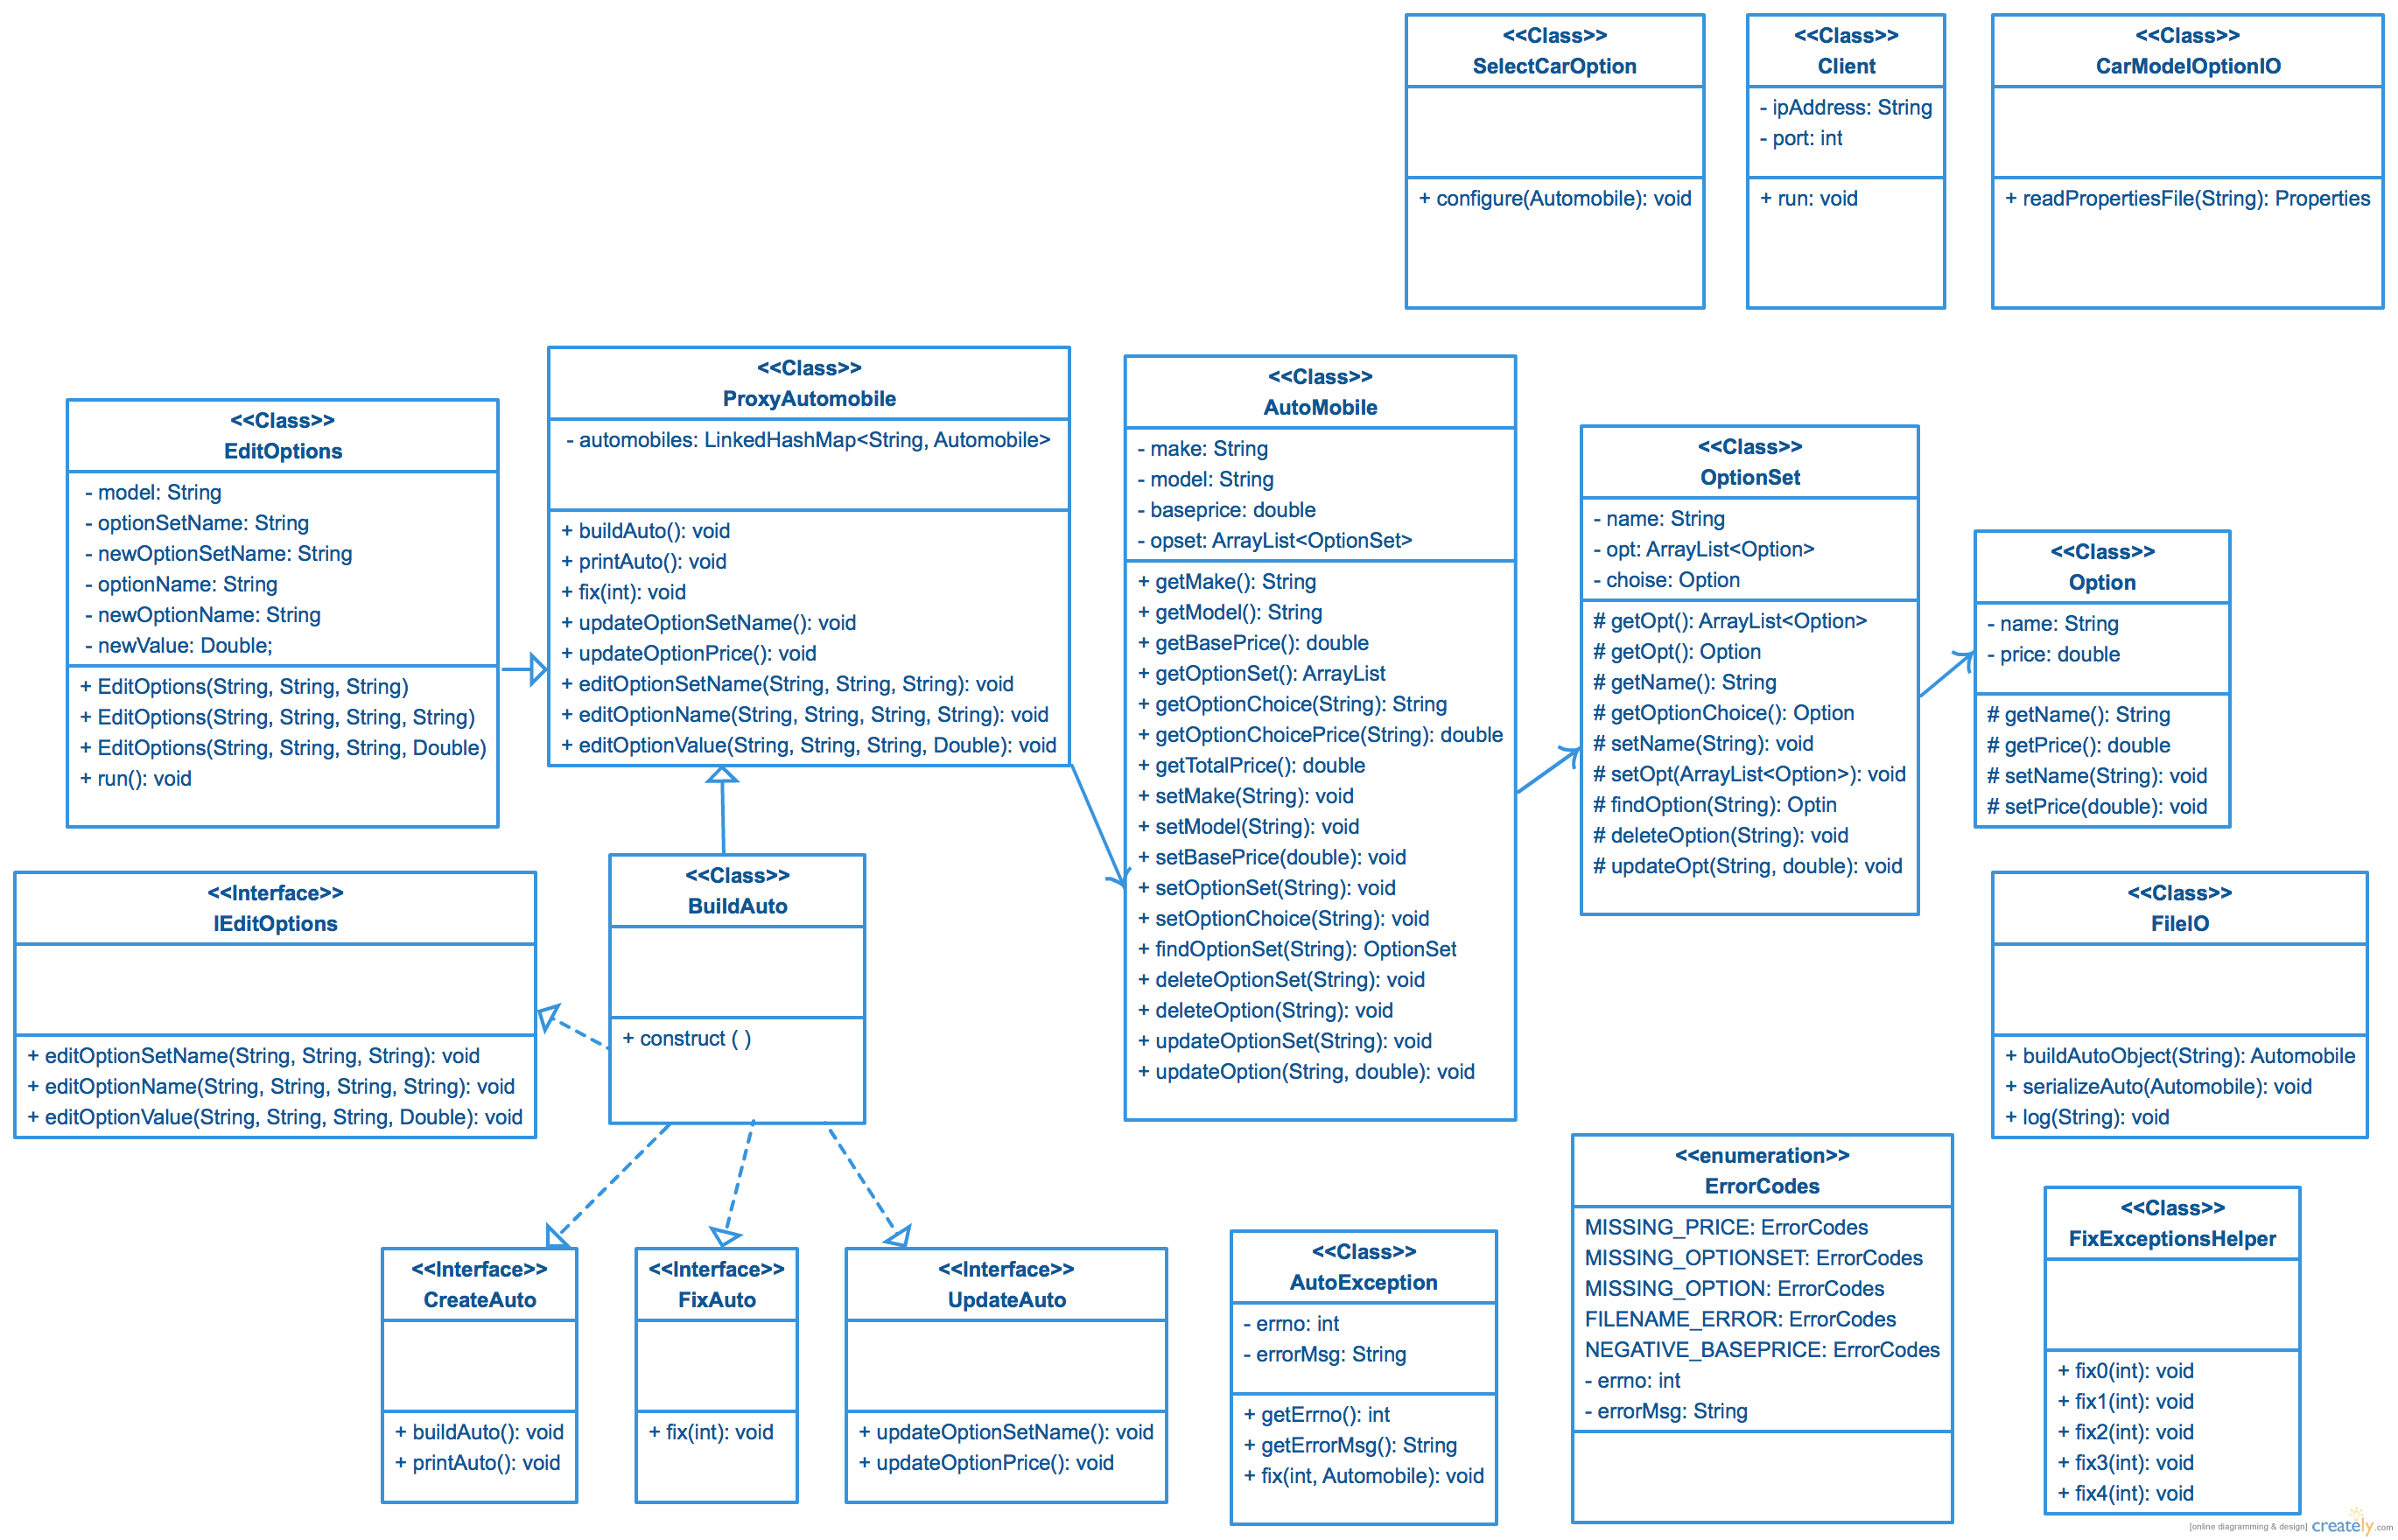 <<Class>>
SelectCarOption
+ configure(Automobile): void
<<Class>>
Client
- ipAddress: String
- port: int
+ run: void
<<Class>>
CarModelOptionIO
+ readPropertiesFile(String): Properties
<<Class>>
EditOptions
- model: String
- optionSetName: String
- newOptionSetName: String
- optionName: String
- newOptionName: String
- newValue: Double;
+ EditOptions(String, String, String)
+ EditOptions(String, String, String, String)
+ EditOptions(String, String, String, Double)
+ run(): void
<<Class>>
ProxyAutomobile
- automobiles: LinkedHashMap<String, Automobile>
+ buildAuto(): void
+ printAuto(): void
+ fix(int): void
+ updateOptionSetName(): void
+ updateOptionPrice(): void
+ editOptionSetName(String, String, String): void
+ editOptionName(String, String, String, String): void
+ editOptionValue(String, String, String, Double): void
<<Class>>
AutoMobile
- make: String
- model: String
- baseprice: double
- opset: ArrayList<OptionSet>
+ getMake(): String
+ getModel(): String
+ getBasePrice(): double
+ getOptionSet(): ArrayList
+ getOptionChoice(String): String
+ getOptionChoicePrice(String): double
+ getTotalPrice(): double
+ setMake(String): void
+ setModel(String): void
+ setBasePrice(double): void
+ setOptionSet(String): void
+ setOptionChoice(String): void
+ findOptionSet(String): OptionSet
+ deleteOptionSet(String): void
+ deleteOption(String): void
+ updateOptionSet(String): void
+ updateOption(String, double): void
<<Class>>
OptionSet
- name: String
- opt: ArrayList<Option>
- choise: Option
# getOpt(): ArrayList<Option>
# getOpt(): Option
# getName(): String
# getOptionChoice(): Option
# setName(String): void
# setOpt(ArrayList<Option>): void
# findOption(String): Optin
# deleteOption(String): void
# updateOpt(String, double): void
<<Class>>
Option
- name: String
- price: double
# getName(): String
# getPrice(): double
# setName(String): void
# setPrice(double): void
<<Interface>>
IEditOptions
+ editOptionSetName(String, String, String): void
+ editOptionName(String, String, String, String): void
+ editOptionValue(String, String, String, Double): void
<<Class>>
BuildAuto
+ construct ( )
<<Class>>
FileIO
+ buildAutoObject(String): Automobile
+ serializeAuto(Automobile): void
+ log(String): void
<<Interface>>
CreateAuto
+ buildAuto(): void
+ printAuto(): void
<<Interface>>
FixAuto
+ fix(int): void
<<Interface>>
UpdateAuto
+ updateOptionSetName(): void
+ updateOptionPrice(): void
<<Class>>
AutoException
- errno: int
- errorMsg: String
+ getErrno(): int
+ getErrorMsg(): String
+ fix(int, Automobile): void
<<enumeration>>
ErrorCodes
MISSING_PRICE: ErrorCodes
MISSING_OPTIONSET: ErrorCodes
MISSING_OPTION: ErrorCodes
FILENAME_ERROR: ErrorCodes
NEGATIVE_BASEPRICE: ErrorCodes
- errno: int
- errorMsg: String
<<Class>>
FixExceptionsHelper
+ fix0(int): void
+ fix1(int): void
+ fix2(int): void
+ fix3(int): void
+ fix4(int): void
[online diagramming & design] creately.com